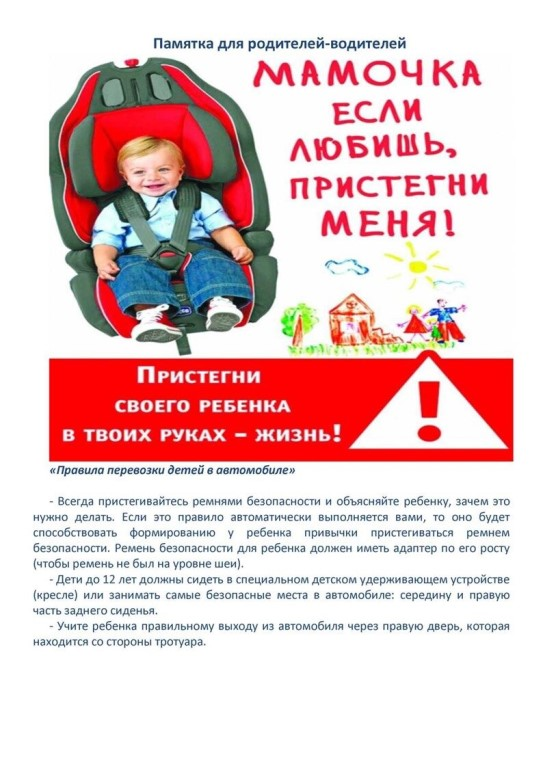 Памятка для родителей-водителей
МАМОЧКА
ЕСЛИ
ЛЮБИШЬ,
ПРИСТЕГНИ
МЕНЯ!
ПРИСТЕГНИ
СВОЕГО РЕБЕНКА
В ТВОИХ РУКАХ – ЖИЗНЬ!
!
«Правила перевозки детей в автомобиле»
- Всегда пристегивайтесь ремнями безопасности и объясняйте ребенку, зачем это
нужно делать. Если это правило автоматически выполняется вами, то оно будет
способствовать формированию у ребенка привычки пристегиваться ремнем
безопасности. Ремень безопасности для ребенка должен иметь адаптер по его росту
(чтобы ремень не был на уровне шеи).
- Дети до 12 лет должны сидеть в специальном детском удерживающем устройстве
(кресле) или занимать самые безопасные места в автомобиле: середину и правую
часть заднего сиденья.
- Учите ребенка правильному выходу из автомобиля через правую дверь, которая
находится со стороны тротуара.